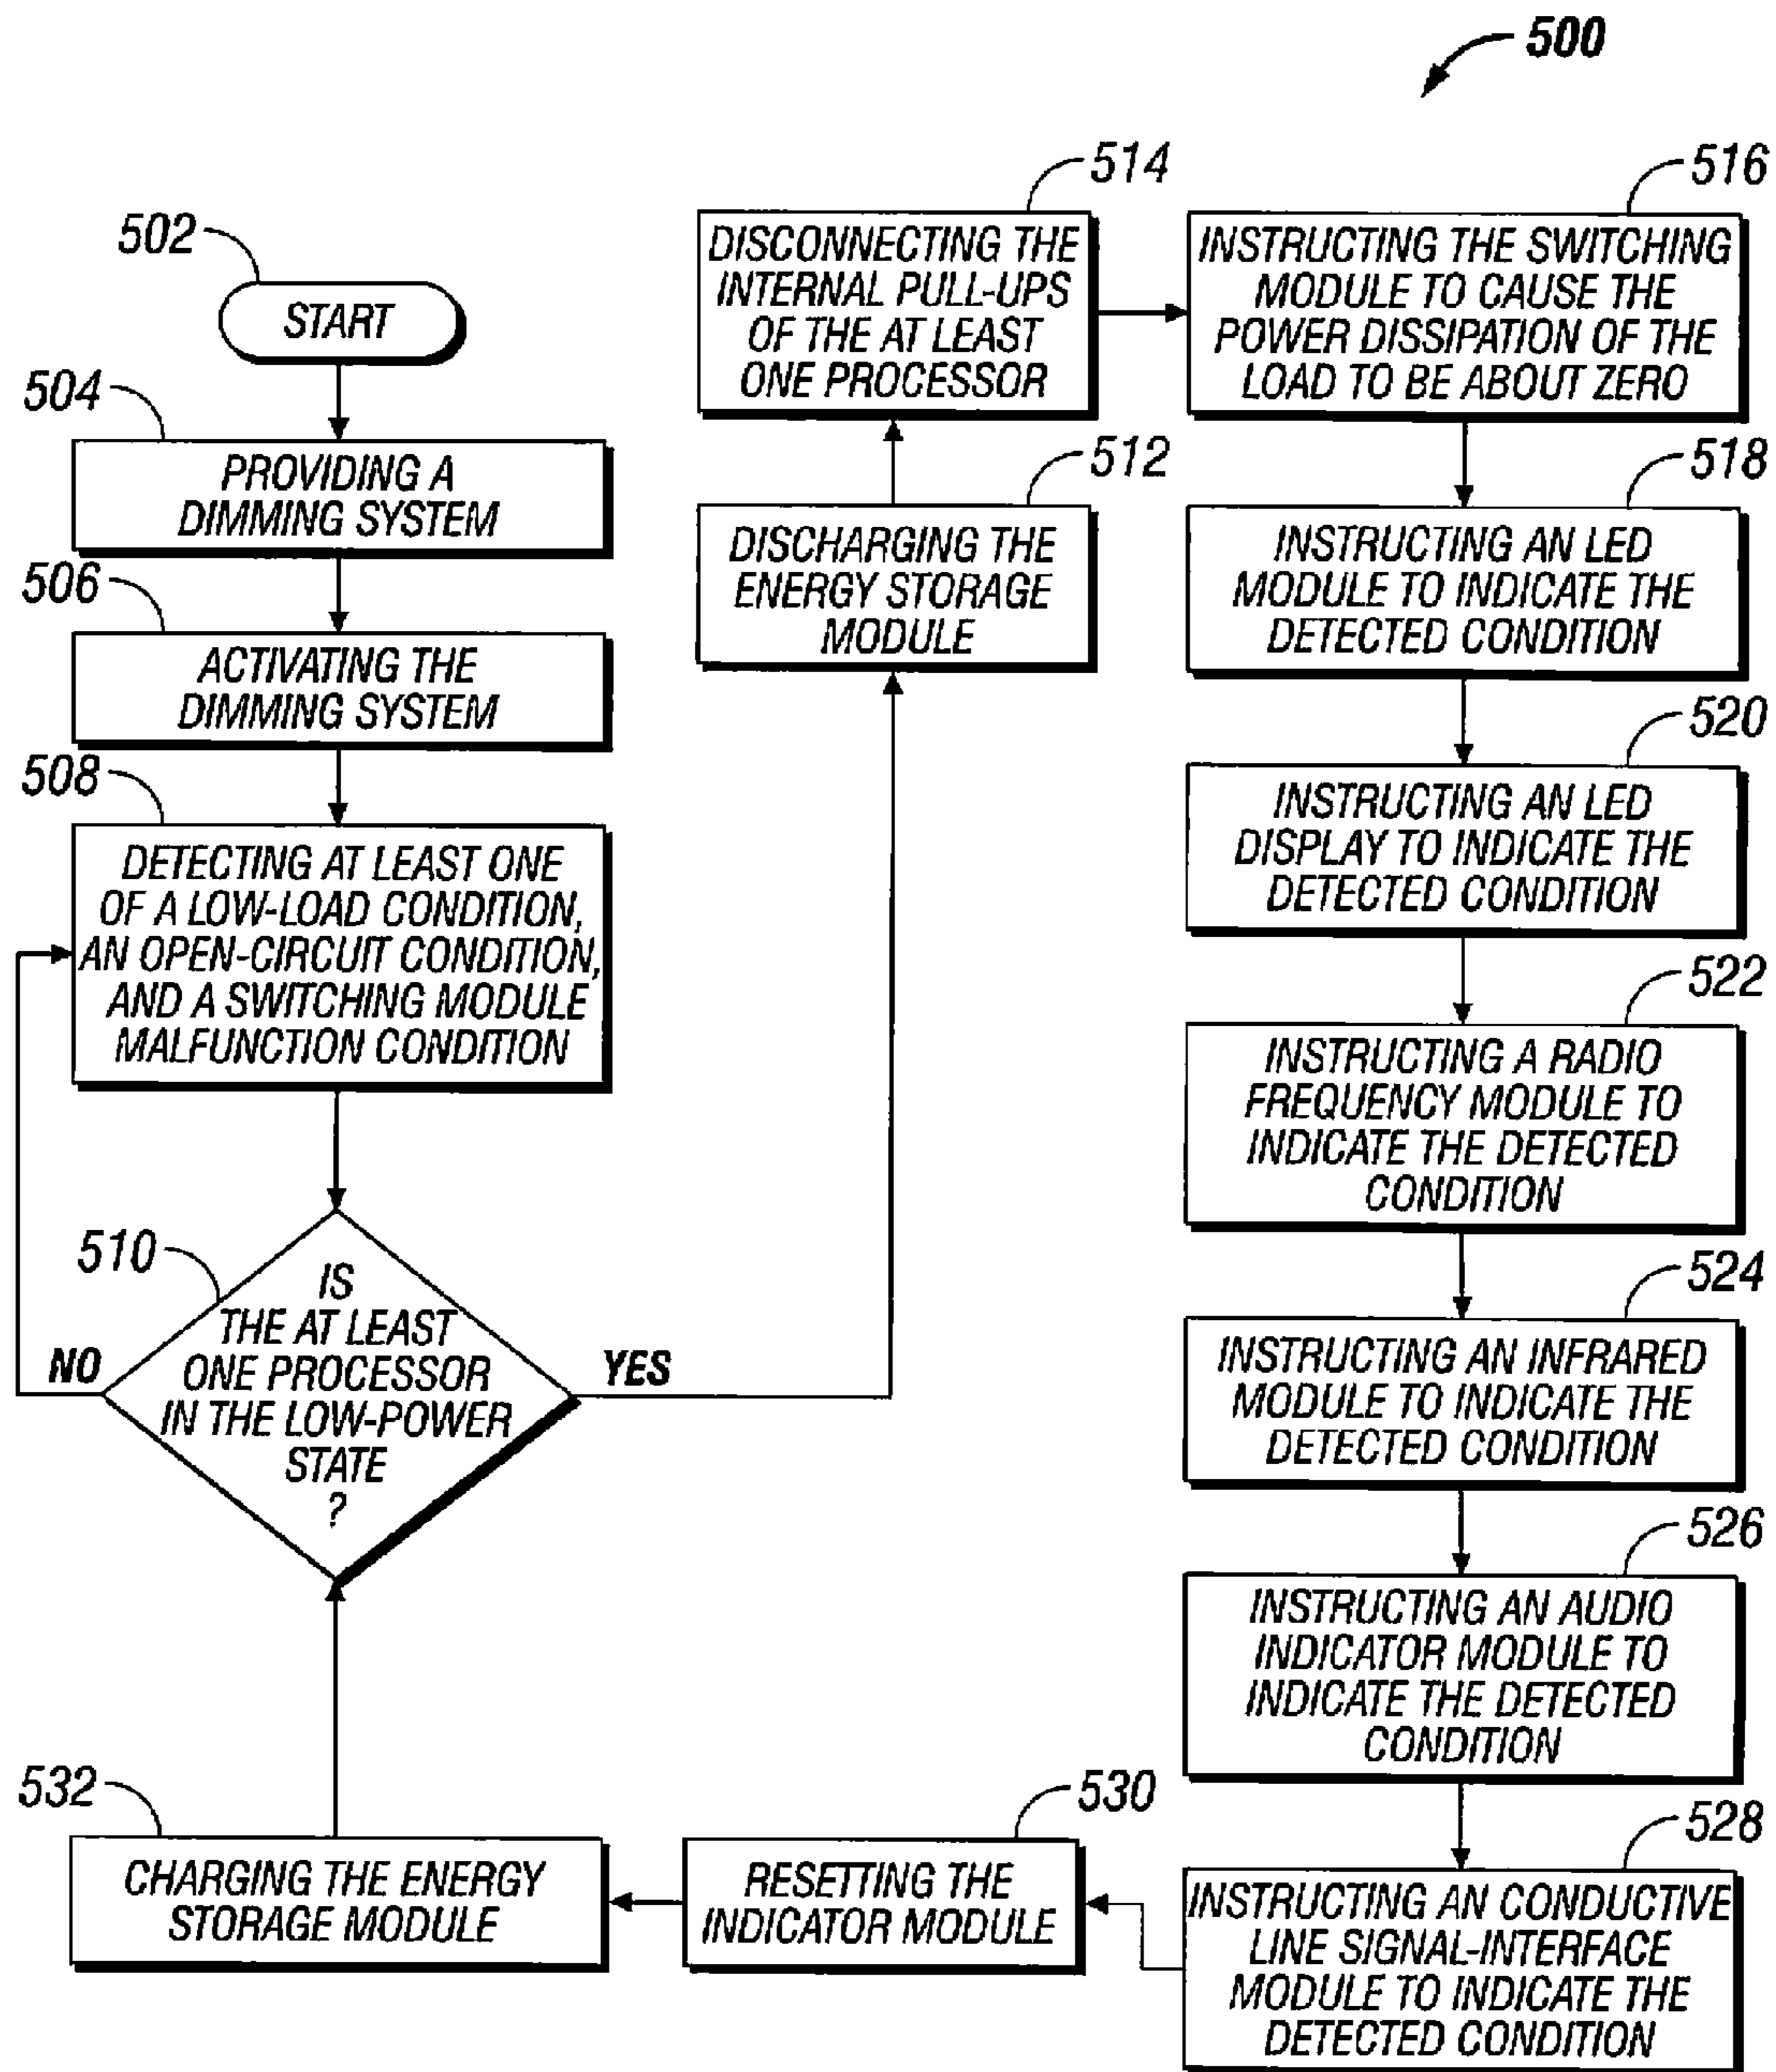 500
502
START
504
PROVIDING A
DIMMING SYSTEM
506
ACTIVATING THE
DIMMING SYSTEM
508
DETECTING AT LEAST ONE
OF A LOW-LOAD CONDITION,
AN OPEN-CIRCUIT CONDITION,
AND A SWITCHING MODULE
MALFUNCTION CONDITION
510
IS
THE AT LEAST
ONE PROCESSOR
IN THE LOW-POWER
STATE
?
NO
YES
512
DISCHARGING THE
ENERGY STORAGE
MODULE
514
DISCONNECTING THE
INTERNAL PULL-UPS
OF THE AT LEAST
ONE PROCESSOR
516
INSTRUCTING THE SWITCHING
MODULE TO CAUSE THE
POWER DISSIPATION OF THE
LOAD TO BE ABOUT ZERO
518
INSTRUCTING AN LED
MODULE TO INDICATE THE
DETECTED CONDITION
520
INSTRUCTING AN LED
DISPLAY TO INDICATE THE
DETECTED CONDITION
522
INSTRUCTING A RADIO
FREQUENCY MODULE TO
INDICATE THE DETECTED
CONDITION
524
INSTRUCTING AN INFRARED
MODULE TO INDICATE THE
DETECTED CONDITION
526
INSTRUCTING AN AUDIO
INDICATOR MODULE TO
INDICATE THE DETECTED
CONDITION
528
INSTRUCTING AN CONDUCTIVE
LINE SIGNAL-INTERFACE
MODULE TO INDICATE THE
DETECTED CONDITION
530
RESETTING THE
INDICATOR MODULE
532
CHARGING THE ENERGY
STORAGE MODULE